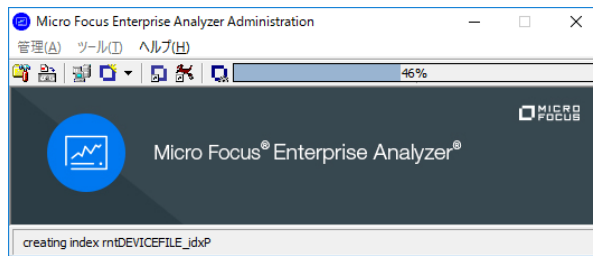 Micro Focus Enterprise Analyzer Administration
管理(A) ツール(T) ヘルプ(H)
46%
MICRO
FOCUS
Micro Focus® Enterprise Analyzer®
creating index rntDEVICEFILE_idxP